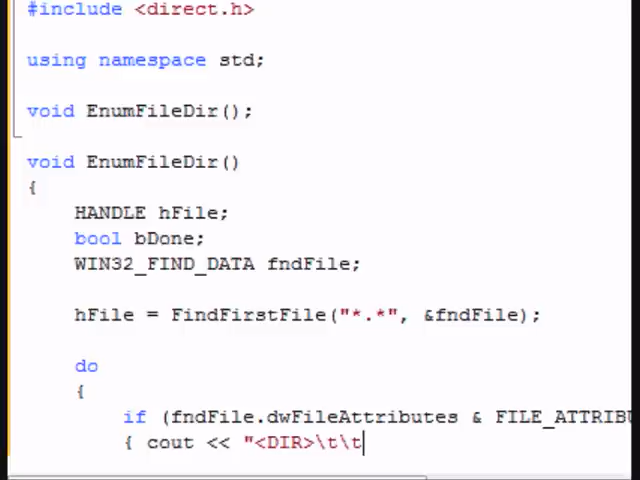 #include <direct.h>
using namespace std;
void EnumFileDir();
void EnumFileDir()
{
HANDLE hFile;
bool bDone;
WIN32_FIND_DATA fndFile;
hFile = FindFirstFile("*.*", &fndFile);
do
{
if (fndFile.dwFileAttributes & FILE_ATTRIBU
{ cout << "<DIR>\t\t